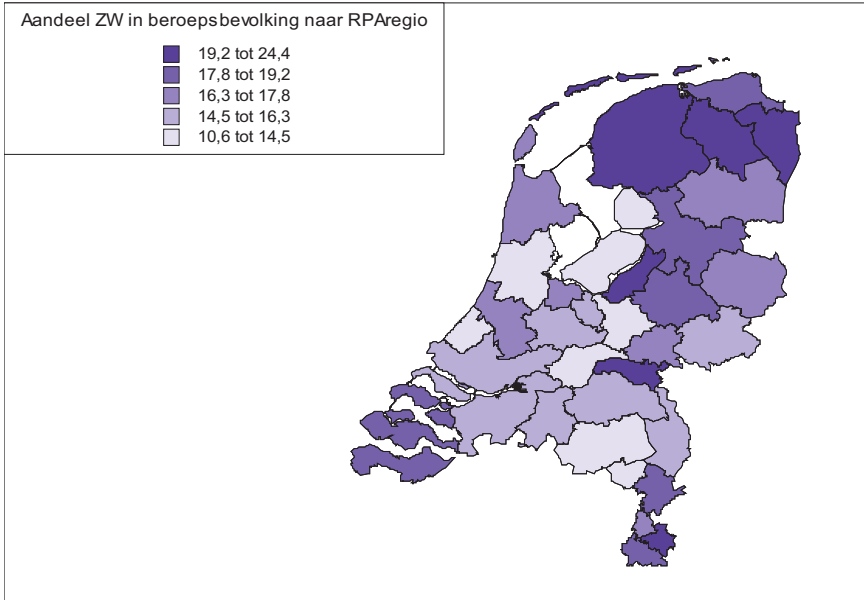 Aandeel ZW in beroepsbevolking naar RPAregio
19,2 tot 24,4
17,8 tot 19,2
16,3 tot 17,8
14,5 tot 16,3
10,6 tot 14,5